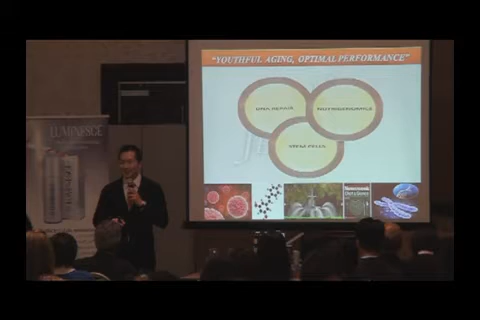 "YOUTHFUL AGING, OPTIMAL PERFORMANCE"
DNA REPAIR
NUTRIGENOMICS
STEM CELLS
LUMINESCE